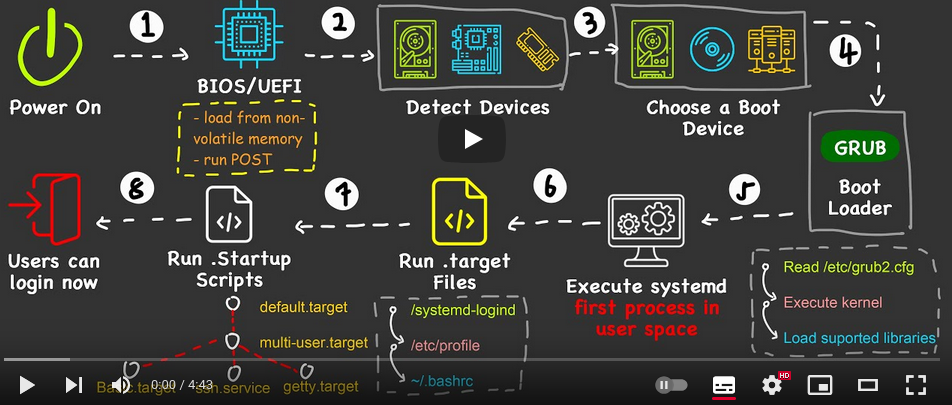 1
2
3
4
Power On
BIOS/UEFI
- load from non-
volatile memory
- run POST
Detect Devices
Choose a Boot
Device
GRUB
Boot
Loader
5
Read /etc/grub2.cfg
Execute kernel
Load suported libraries
6
Execute systemd
first process in
user space
7
Run .target
Files
/systemd-logind
/etc/profile
~/.bashrc
8
Run .Startup
Scripts
default.target
multi-user.target
ssh.service
getty.target
Users can
login now
0:00 / 4:43
HD